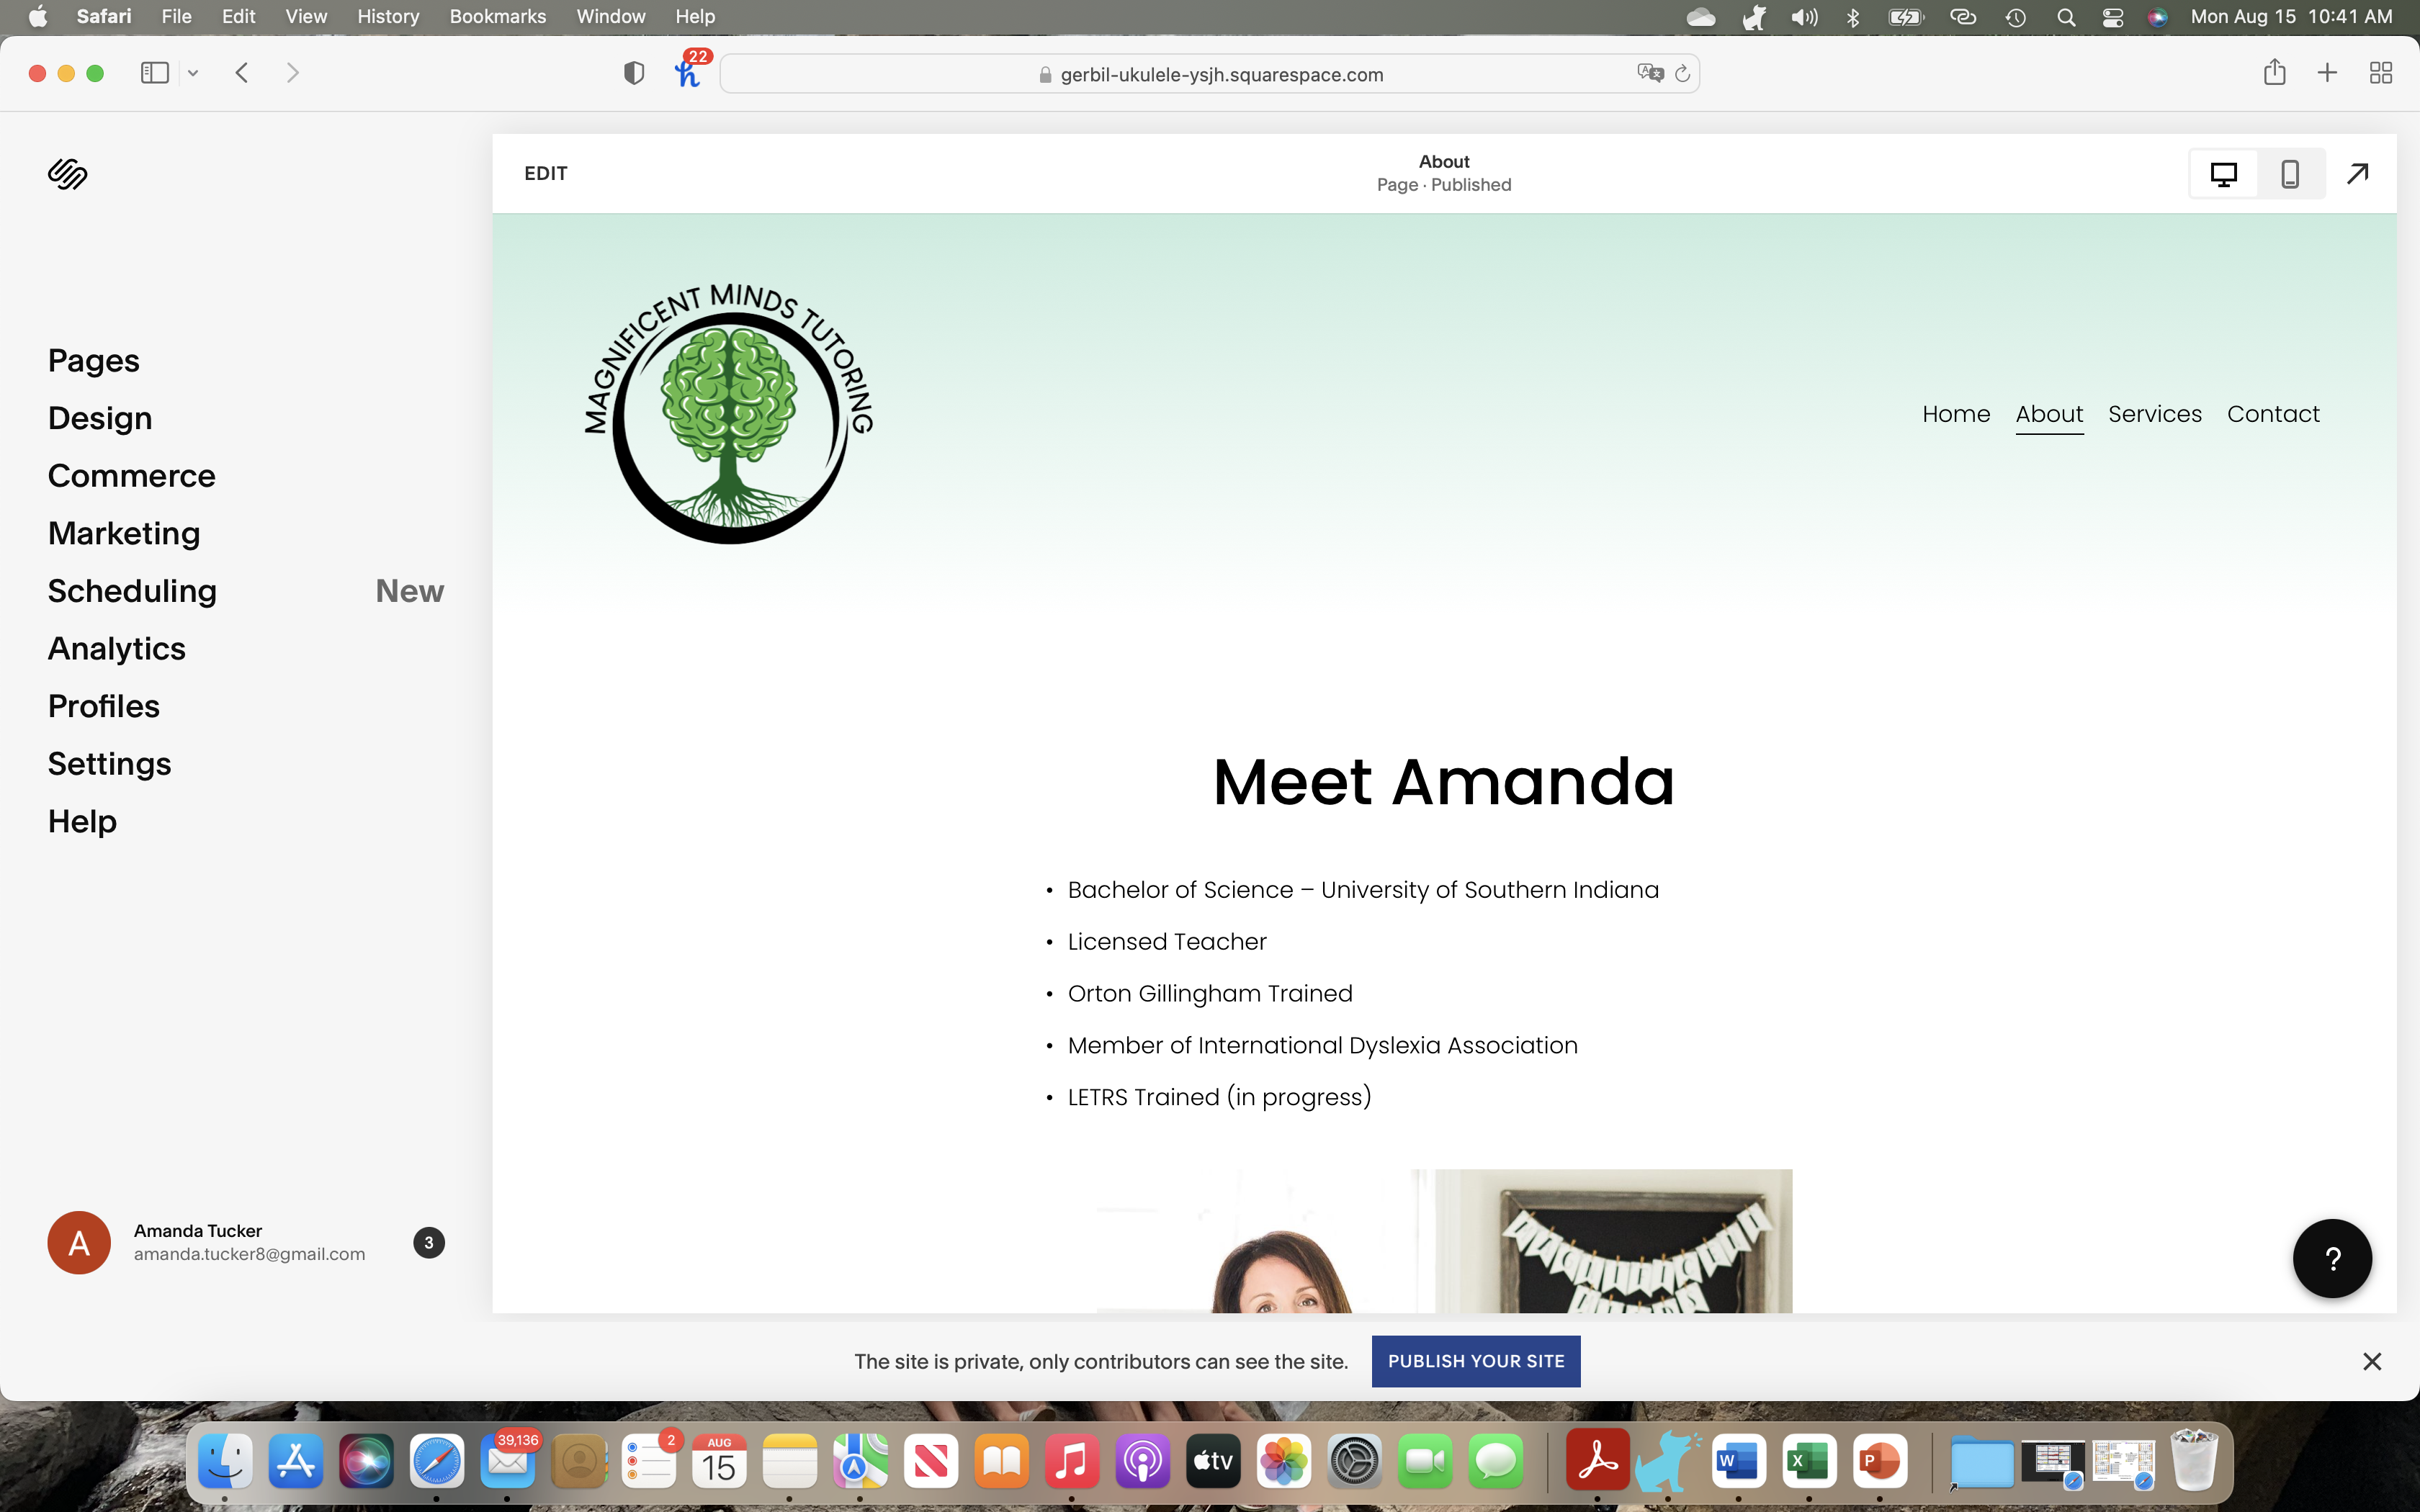 Safari File Edit View History Bookmarks Window Help Mon Aug 15 10:41 AM
22
gerbil-ukulele-ysjh.squarespace.com
EDIT
About
Page · Published
MAGNIFICENT MINDS TUTORING
Home About Services Contact
Pages
Design
Commerce
Marketing
Scheduling New
Analytics
Profiles
Settings
Help
Meet Amanda
• Bachelor of Science – University of Southern Indiana
• Licensed Teacher
• Orton Gillingham Trained
• Member of International Dyslexia Association
• LETRS Trained (in progress)
A
Amanda Tucker
amanda.tucker8@gmail.com
3
?
The site is private, only contributors can see the site. PUBLISH YOUR SITE
39,136
2
AUG
15
tv
W
X
P